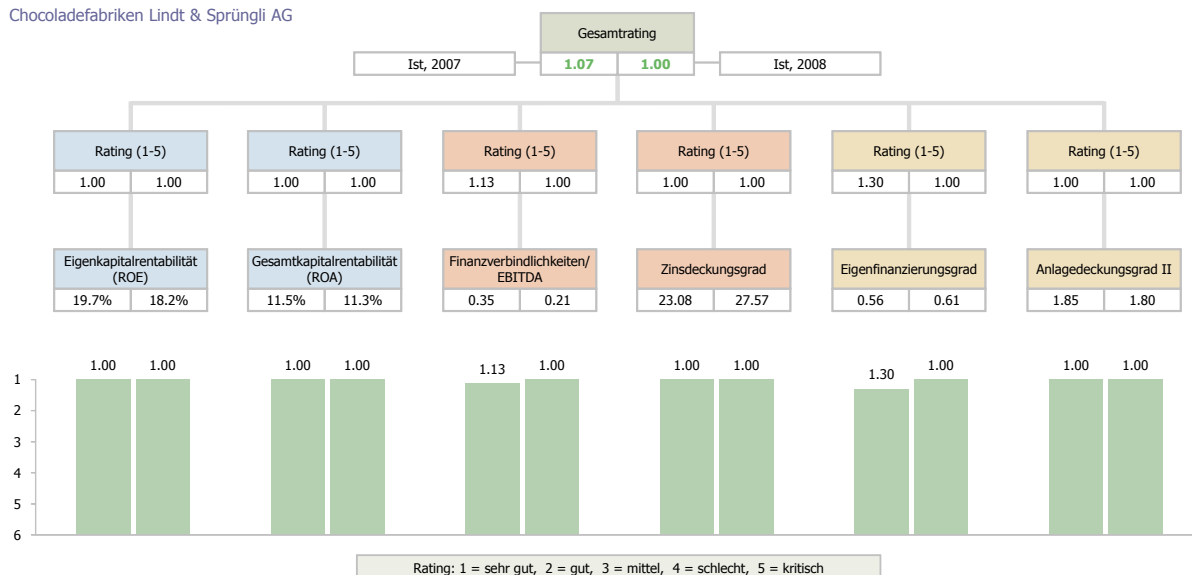 Chocoladefabriken Lindt & Sprüngli AG
Gesamtrating
Ist, 2007 1.07 1.00 Ist, 2008
Rating (1-5) Rating (1-5) Rating (1-5) Rating (1-5) Rating (1-5) Rating (1-5)
1.00 1.00 1.00 1.00 1.13 1.00 1.00 1.00 1.30 1.00 1.00 1.00
Eigenkapitalrentabilität
(ROE)
Gesamtkapitalrentabilität
(ROA)
Finanzverbindlichkeiten/
EBITDA
Zinsdeckungsgrad
Eigenfinanzierungsgrad
Anlagedeckungsgrad II
19.7% 18.2% 11.5% 11.3% 0.35 0.21 23.08 27.57 0.56 0.61 1.85 1.80
1.00 1.00 1.00 1.00 1.13 1.00 1.00 1.00 1.30 1.00 1.00 1.00
1
2
3
4
5
6
Rating: 1 = sehr gut, 2 = gut, 3 = mittel, 4 = schlecht, 5 = kritisch